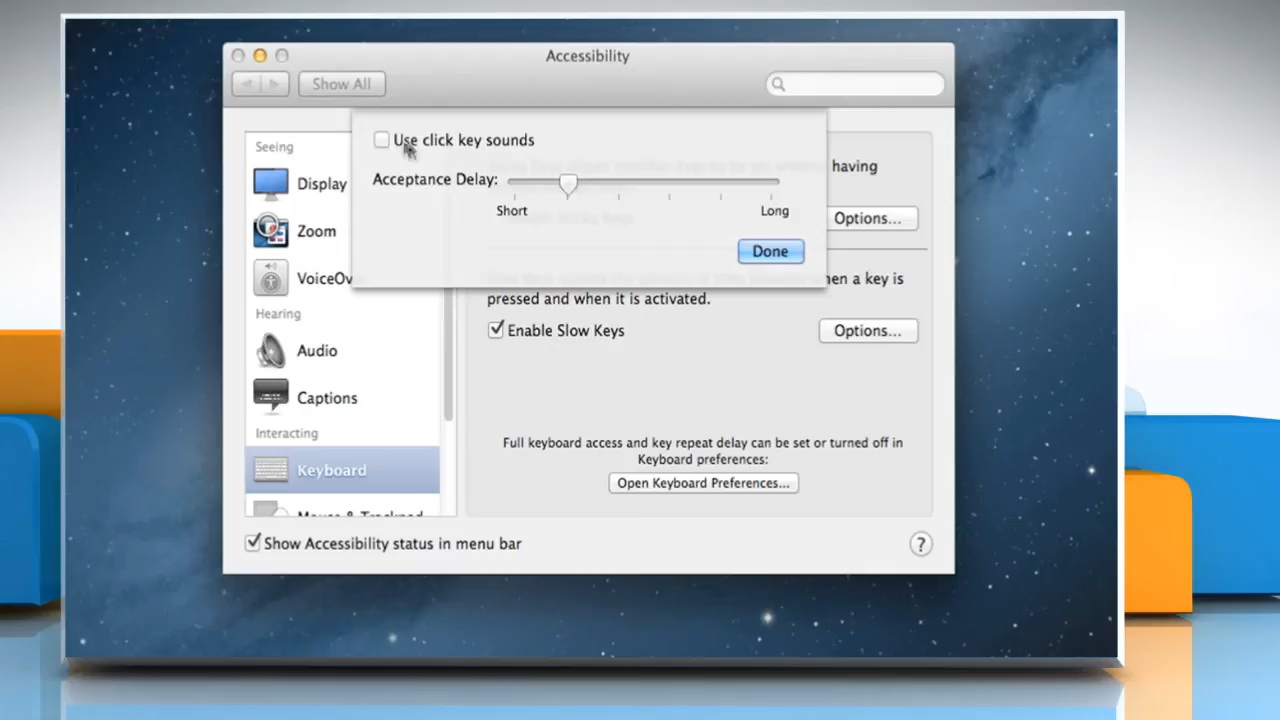 Accessibility
Show All
Seeing
Display
Zoom
VoiceOv
Hearing
Audio
Captions
Interacting
Keyboard
Mouse & Trackpad
Use click key sounds
Acceptance Delay:
Short Long
Done
having
Options...
hen a key is
pressed and when it is activated.
Enable Slow Keys
Options...
Full keyboard access and key repeat delay can be set or turned off in
Keyboard preferences:
Open Keyboard Preferences...
Show Accessibility status in menu bar
?